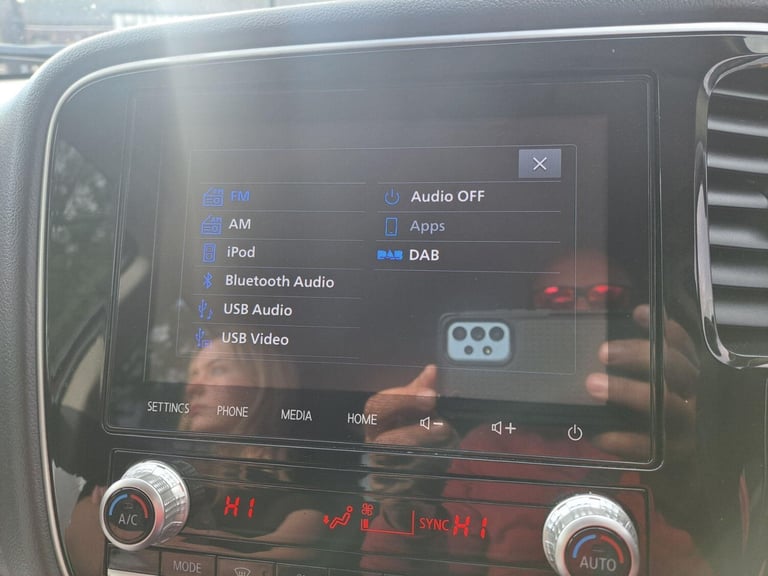 FM
AM
iPod
Bluetooth Audio
USB Audio
USB Video
Audio OFF
Apps
DAB DAB
SETTINGS PHONE MEDIA HOME
A/C HI SYNC HI AUTO
MODE